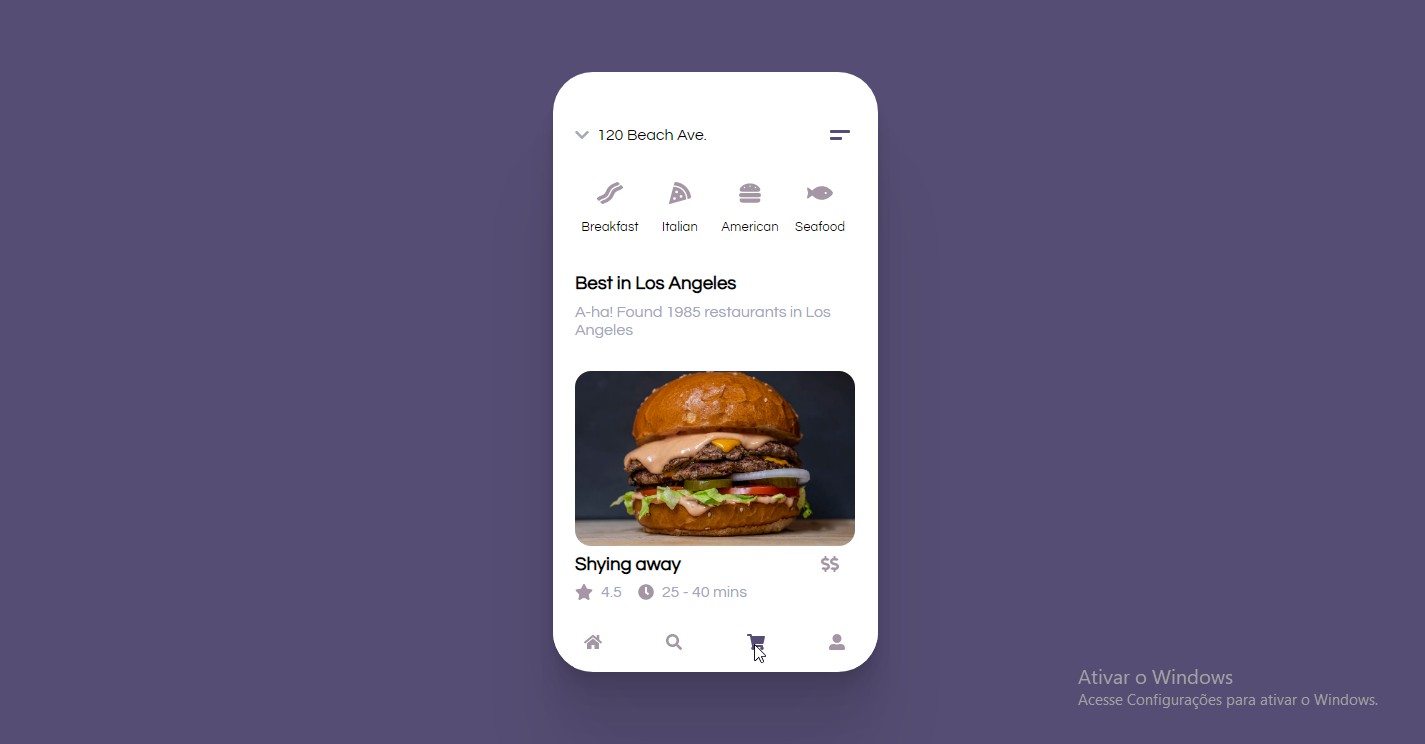 120 Beach Ave.
Breakfast Italian American Seafood
Best in Los Angeles
A-ha! Found 1985 restaurants in Los
Angeles
Shying away $$
4.5 25 - 40 mins
Ativar o Windows
Acesse Configurações para ativar o Windows.